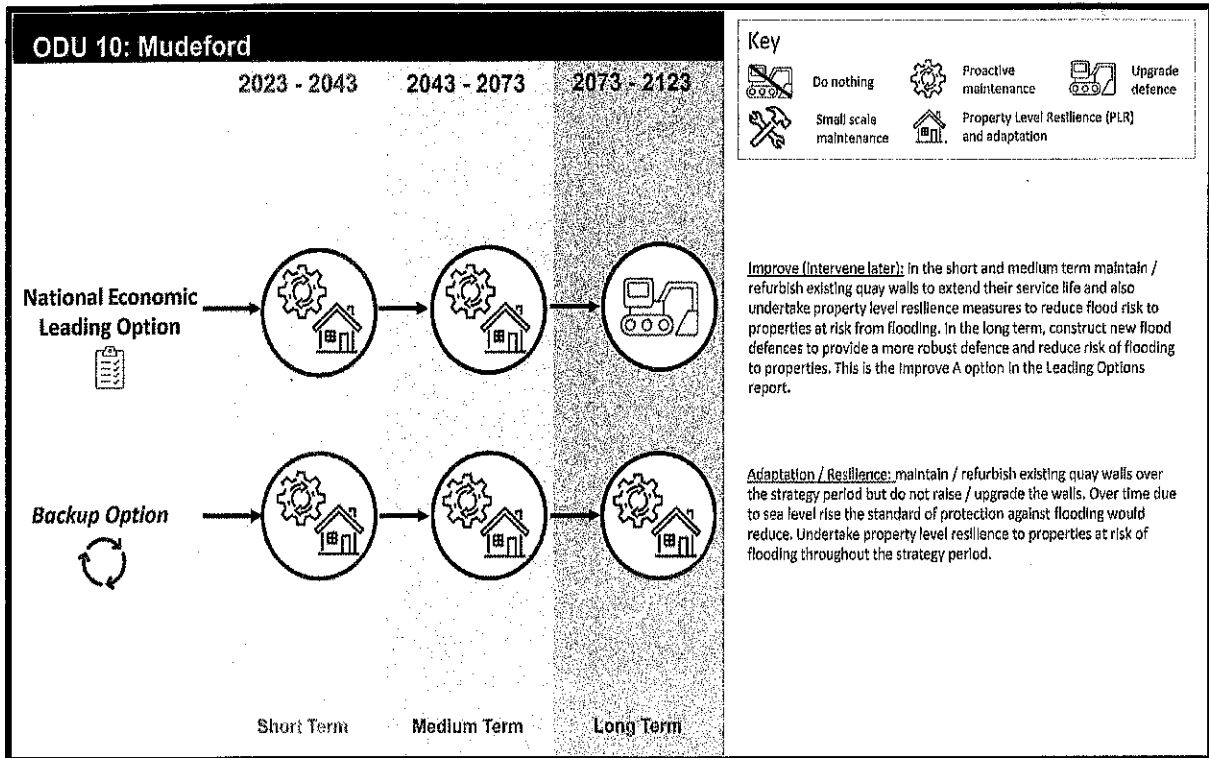 ODU 10: Mudeford
2023 - 2043
2043 - 2073
2073 - 2123
Key
Do nothing
Proactive
maintenance
Upgrade
defence
Small scale
maintenance
Property Level Resilience (PLR)
and adaptation
National Economic
Leading Option
Improve (Intervene later): in the short and medium term maintain /
refurbish existing quay walls to extend their service life and also
undertake property level resilience measures to reduce flood risk to
properties at risk from flooding. In the long term, construct new flood
defences to provide a more robust defence and reduce risk of flooding
to properties. This is the Improve A option in the Leading Options
report.
Backup Option
Adaptation / Resilience: maintain / refurbish existing quay walls over
the strategy period but do not raise / upgrade the walls. Over time due
to sea level rise the standard of protection against flooding would
reduce. Undertake property level resilience to properties at risk of
flooding throughout the strategy period.
Short Term
Medium Term
Long Term